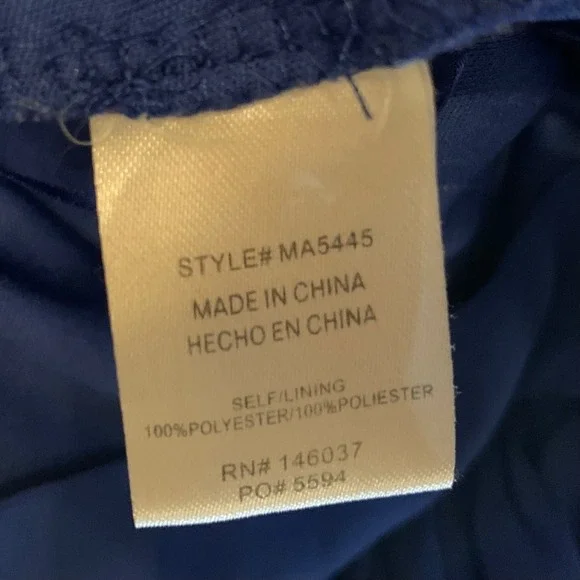 STYLE# MA5445
MADE IN CHINA
HECHO EN CHINA
SELF/LINING
100%POLYESTER/100%POLIESTER
RN# 146037
PO# 5594